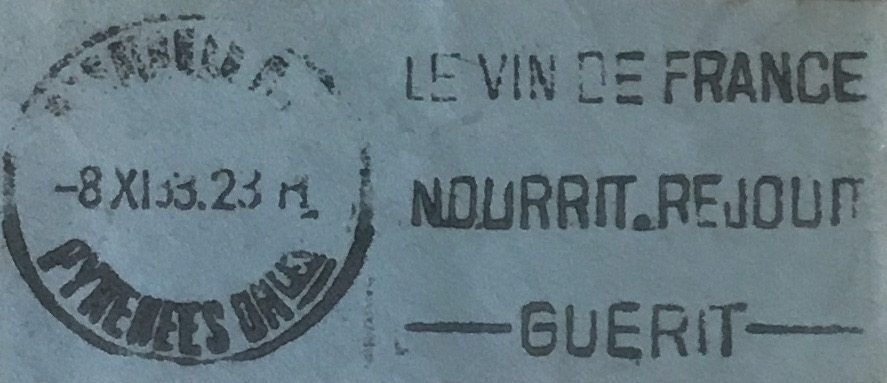 -8 XI 33.23 H
PYRENEES ORLES
LE VIN DE FRANCE
NOURRIT.REJOUIT
GUERIT